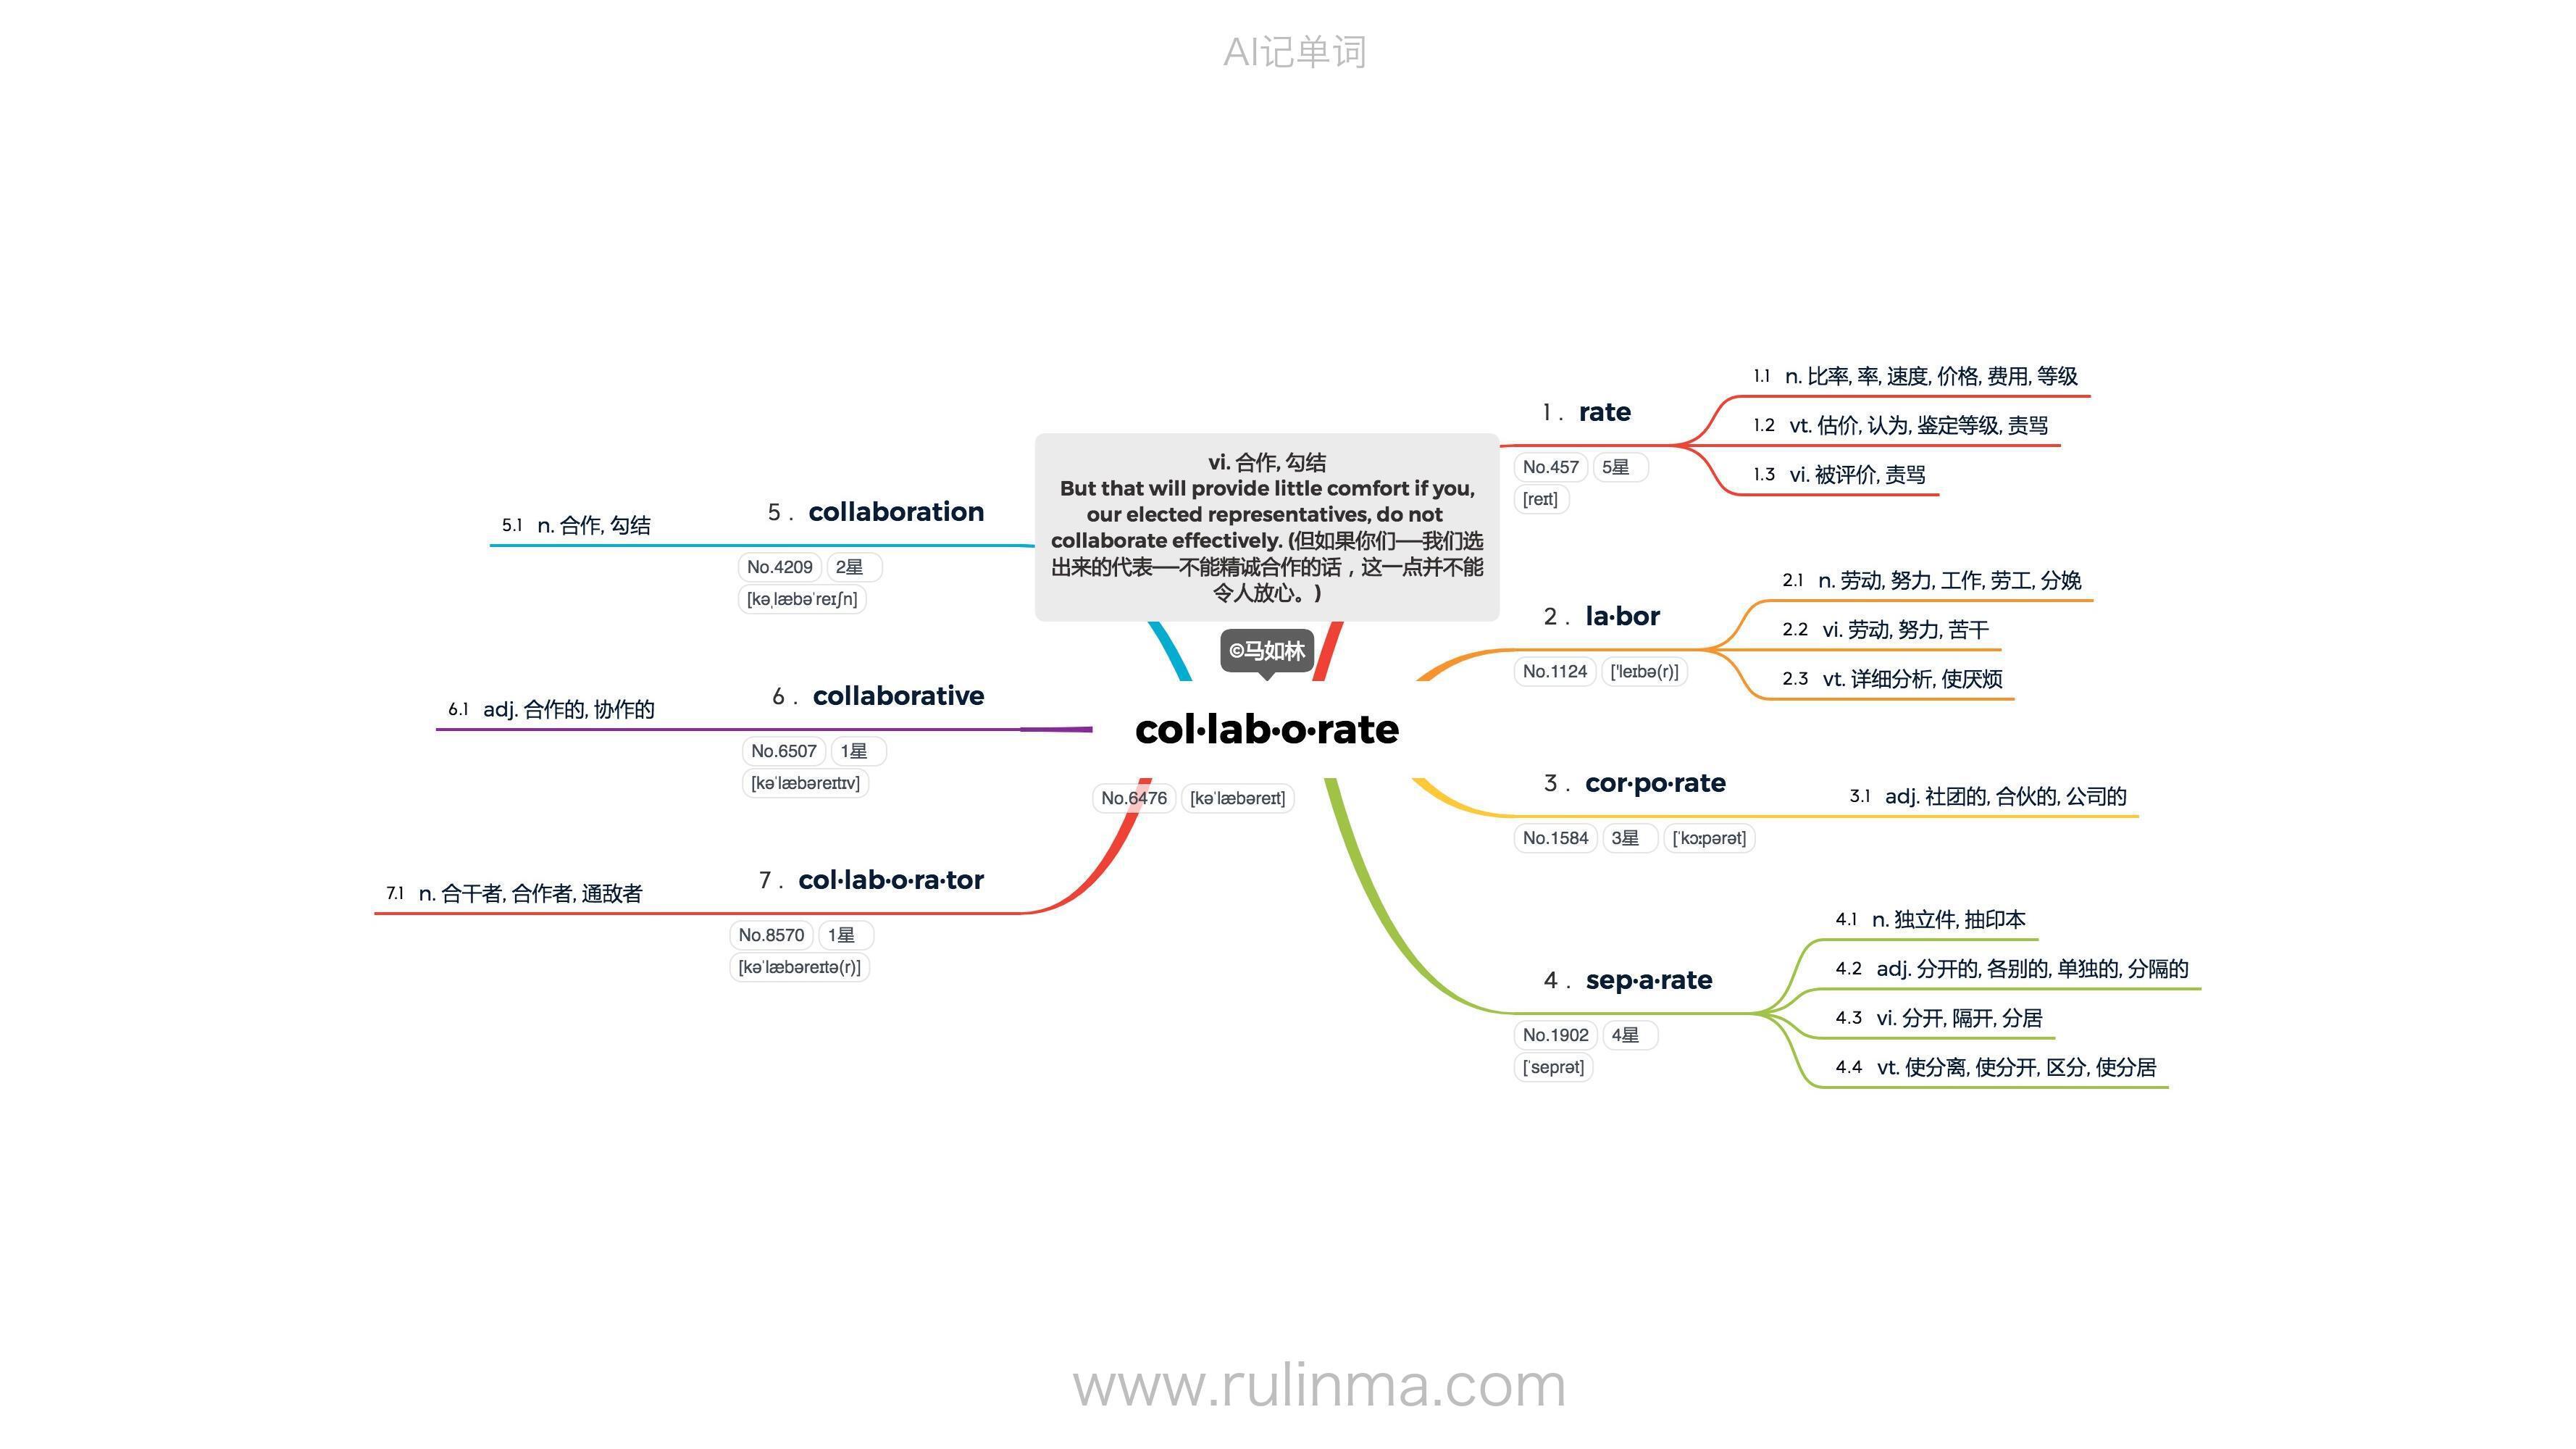 AI记单词
vi. 合作, 勾结
But that will provide little comfort if you,
our elected representatives, do not
collaborate effectively. (但如果你们──我们选
出来的代表──不能精诚合作的话，这一点并不能
令人放心。)
©马如林
col·lab·o·rate
No.6476 [kəˈlæbəreɪt]
1. rate
No.457 5星
[reɪt]
1.1 n. 比率, 率, 速度, 价格, 费用, 等级
1.2 vt. 估价, 认为, 鉴定等级, 责骂
1.3 vi. 被评价, 责骂
2. la·bor
No.1124 ['leɪbə(r)]
2.1 n. 劳动, 努力, 工作, 劳工, 分娩
2.2 vi. 劳动, 努力, 苦干
2.3 vt. 详细分析, 使厌烦
3. cor·po·rate
No.1584 3星 [ˈkɔːpərət]
3.1 adj. 社团的, 合伙的, 公司的
4. sep·a·rate
No.1902 4星
[ˈseprət]
4.1 n. 独立件, 抽印本
4.2 adj. 分开的, 各别的, 单独的, 分隔的
4.3 vi. 分开, 隔开, 分居
4.4 vt. 使分离, 使分开, 区分, 使分居
5. collaboration
No.4209 2星
[kəˌlæbəˈreɪʃn]
5.1 n. 合作, 勾结
6. collaborative
No.6507 1星
[kəˈlæbəreɪtɪv]
6.1 adj. 合作的, 协作的
7. col·lab·o·ra·tor
No.8570 1星
[kəˈlæbəreɪtə(r)]
7.1 n. 合干者, 合作者, 通敌者
www.rulinma.com